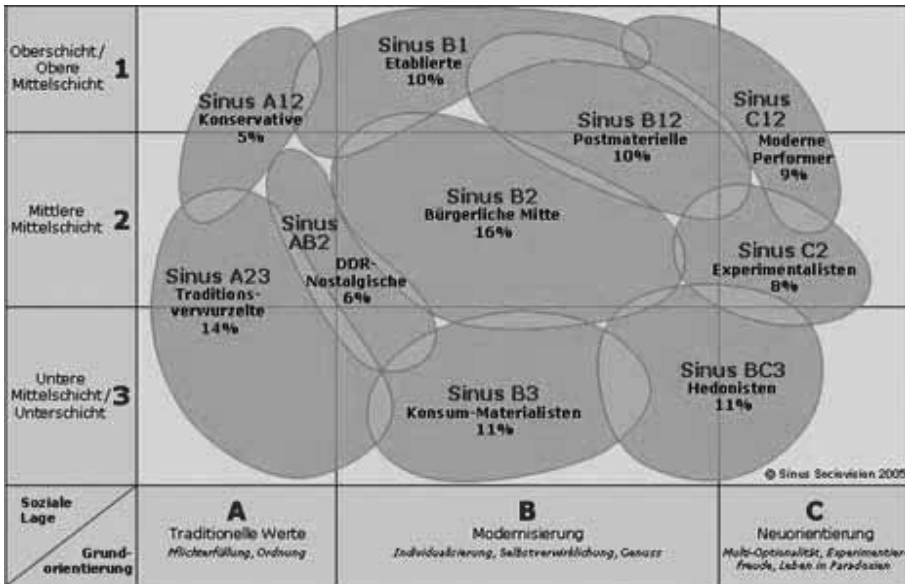 Oberschicht/
Obere
Mittelschicht
1
Mittlere
Mittelschicht
2
Untere
Mittelschicht/
Unterschicht
3
Sinus B1
Etablierte
10%
Sinus A12
Konservative
5%
Sinus B12
Postmaterielle
10%
Sinus
C12
Moderne
Performer
9%
Sinus B2
Bürgerliche Mitte
16%
Sinus
AB2
DDR-
Nostalgische
6%
Sinus A23
Traditions-
verwurzelte
14%
Sinus C2
Experimentalisten
8%
Sinus B3
Konsum-Materialisten
11%
Sinus BC3
Hedonisten
11%
© Sinus Sociovision 2005
Soziale
Lage
Grund-
orientierung
A
Traditionelle Werte
Pflichterfüllung, Ordnung
B
Modernisierung
Individualisierung, Selbstverwirklichung, Genuss
C
Neuorientierung
Multi-Optionalität, Experimentier-
freude, Leben in Paradoxien